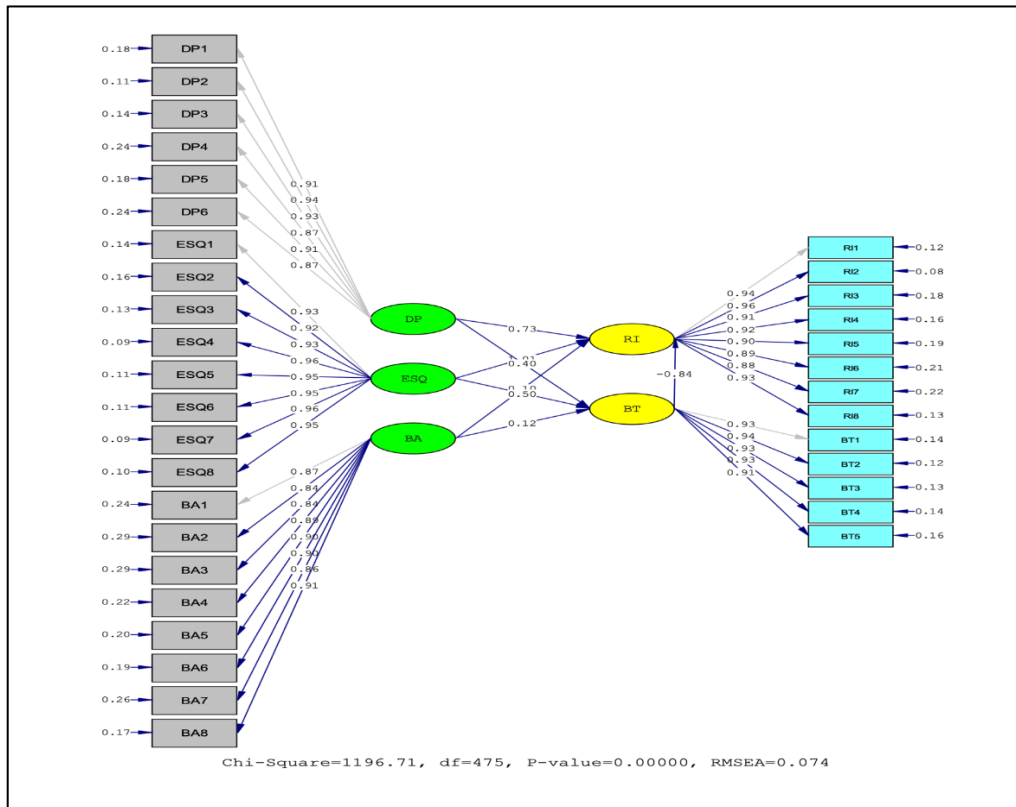 0.18 DP1
0.11 DP2
0.14 DP3
0.24 DP4
0.18 DP5
0.24 DP6
0.14 ESQ1
0.16 ESQ2
0.13 ESQ3
0.09 ESQ4
0.11 ESQ5
0.11 ESQ6
0.09 ESQ7
0.10 ESQ8
0.24 BA1
0.29 BA2
0.29 BA3
0.22 BA4
0.20 BA5
0.19 BA6
0.26 BA7
0.17 BA8
0.91
0.94
0.93
0.87
0.91
0.87
0.93
0.92
0.93
0.96
0.95
0.95
0.96
0.95
0.87
0.84
0.84
0.89
0.90
0.90
0.86
0.91
DP
ESQ
BA
0.73
0.40
0.50
0.12
RI
-0.84
BT
0.94
0.96
0.91
0.92
0.90
0.89
0.88
0.93
0.93
0.94
0.93
0.93
0.91
RI1 0.12
RI2 0.08
RI3 0.18
RI4 0.16
RI5 0.19
RI6 0.21
RI7 0.22
RI8 0.13
BT1 0.14
BT2 0.12
BT3 0.13
BT4 0.14
BT5 0.16
Chi-Square=1196.71, df=475, P-value=0.00000, RMSEA=0.074